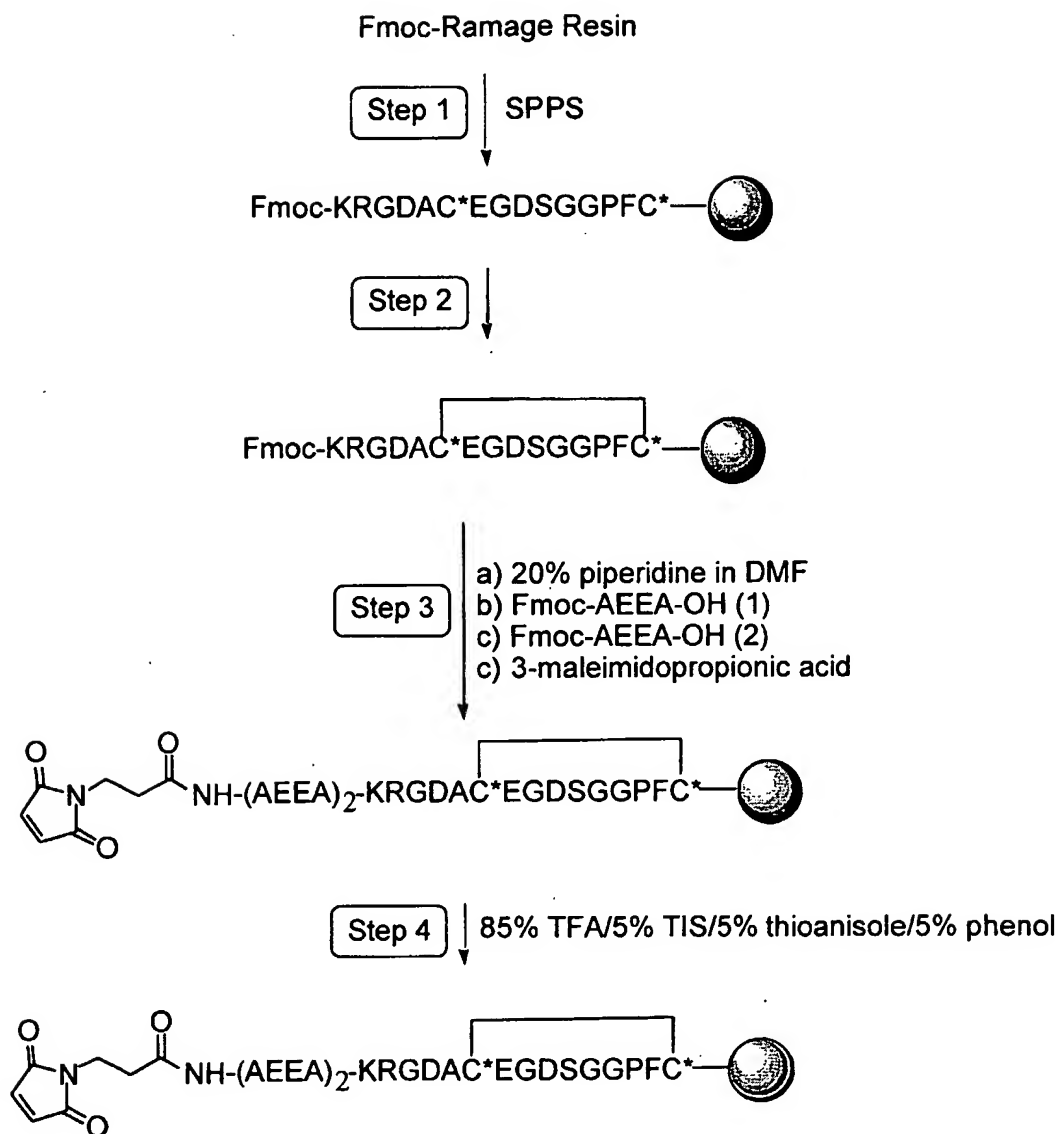 Fmoc-Ramage Resin
Step 1
SPPS
Fmoc-KRGDAC*EGDSGGPFC*
Step 2
Fmoc-KRGDAC*EGDSGGPFC*
Step 3
a) 20% piperidine in DMF
b) Fmoc-AEEA-OH (1)
c) Fmoc-AEEA-OH (2)
c) 3-maleimidopropionic acid
O
O
N
O
NH-(AEEA)2-KRGDAC*EGDSGGPFC*
Step 4
85% TFA/5% TIS/5% thioanisole/5% phenol
O
O
N
O
NH-(AEEA)2-KRGDAC*EGDSGGPFC*